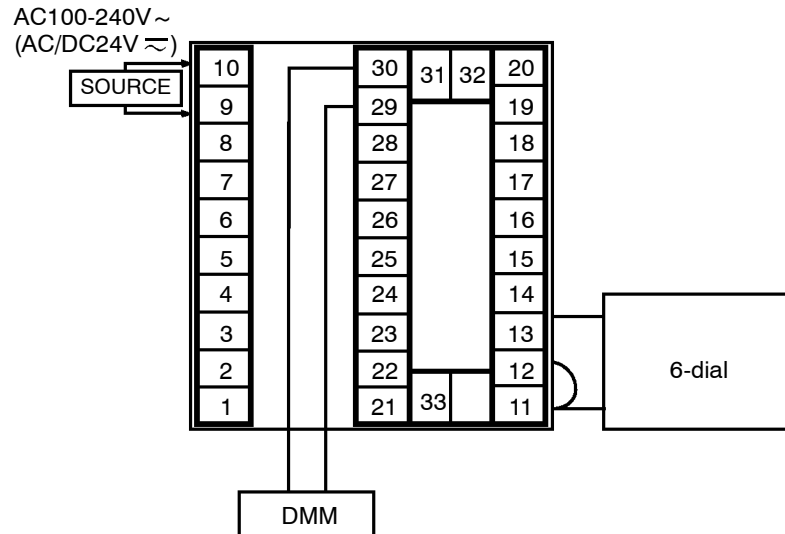 AC100-240V ~
(AC/DC24V ⎓~)
SOURCE
10 30 31 32 20
9 29 19
8 28 18
7 27 17
6 26 16
5 25 15
4 24 14
3 23 13
2 22 12
1 21 33 11
6-dial
DMM